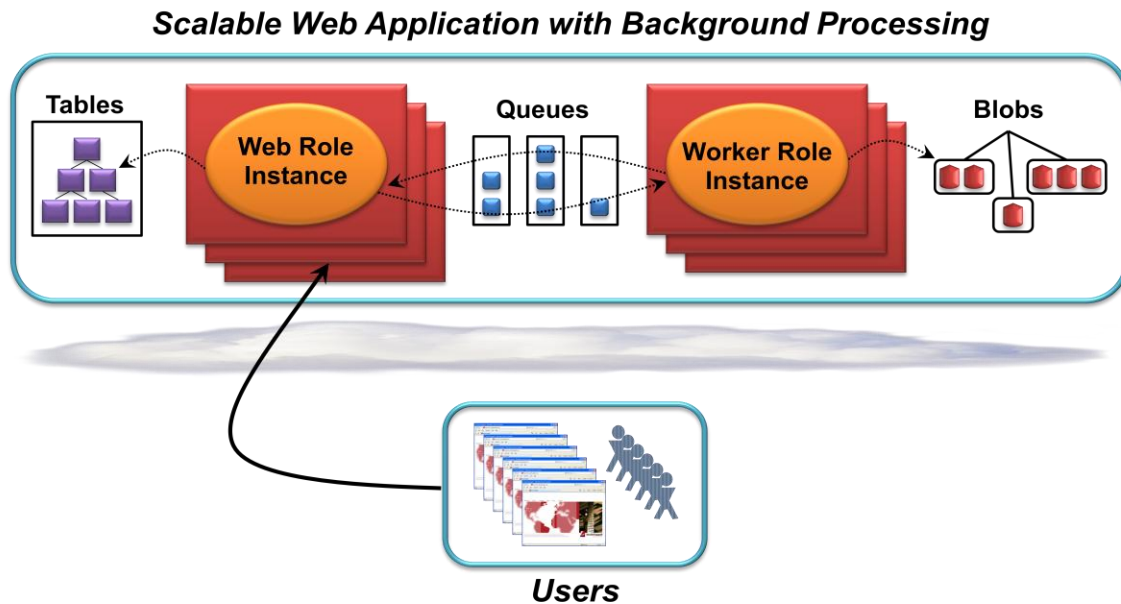 Scalable Web Application with Background Processing
Tables
Web Role
Instance
Queues
Worker Role
Instance
Blobs
Users